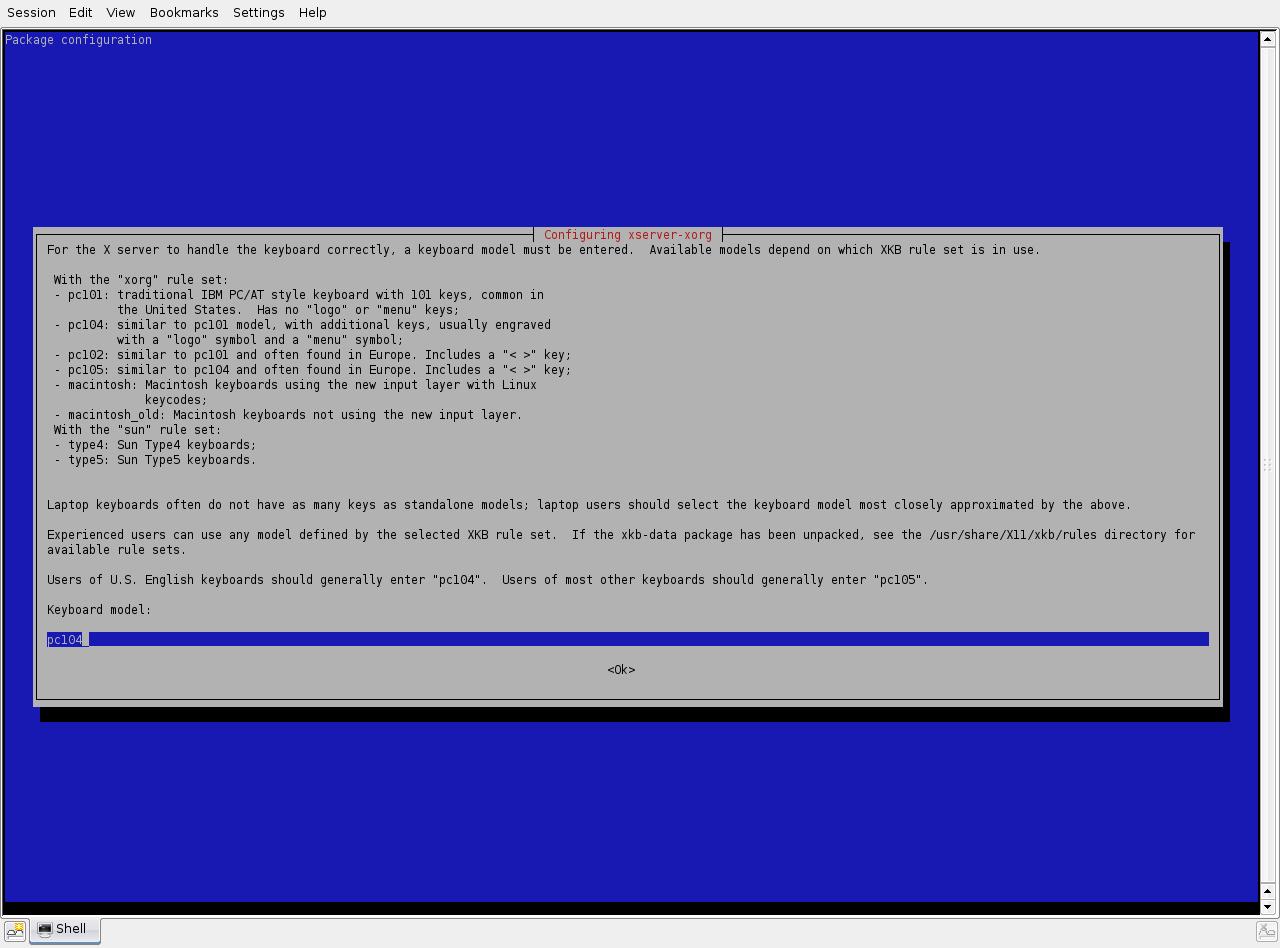 Session Edit View Bookmarks Settings Help
Package configuration
Configuring xserver-xorg
For the X server to handle the keyboard correctly, a keyboard model must be entered.  Available models depend on which XKB rule set is in use.
With the "xorg" rule set:
- pc101: traditional IBM PC/AT style keyboard with 101 keys, common in
the United States.  Has no "logo" or "menu" keys;
- pc104: similar to pc101 model, with additional keys, usually engraved
with a "logo" symbol and a "menu" symbol;
- pc102: similar to pc101 and often found in Europe. Includes a "< >" key;
- pc105: similar to pc104 and often found in Europe. Includes a "< >" key;
- macintosh: Macintosh keyboards using the new input layer with Linux
keycodes;
- macintosh_old: Macintosh keyboards not using the new input layer.
With the "sun" rule set:
- type4: Sun Type4 keyboards;
- type5: Sun Type5 keyboards.
Laptop keyboards often do not have as many keys as standalone models; laptop users should select the keyboard model most closely approximated by the above.
Experienced users can use any model defined by the selected XKB rule set.  If the xkb-data package has been unpacked, see the /usr/share/X11/xkb/rules directory for
available rule sets.
Users of U.S. English keyboards should generally enter "pc104".  Users of most other keyboards should generally enter "pc105".
Keyboard model:
pc104
<Ok>
Shell